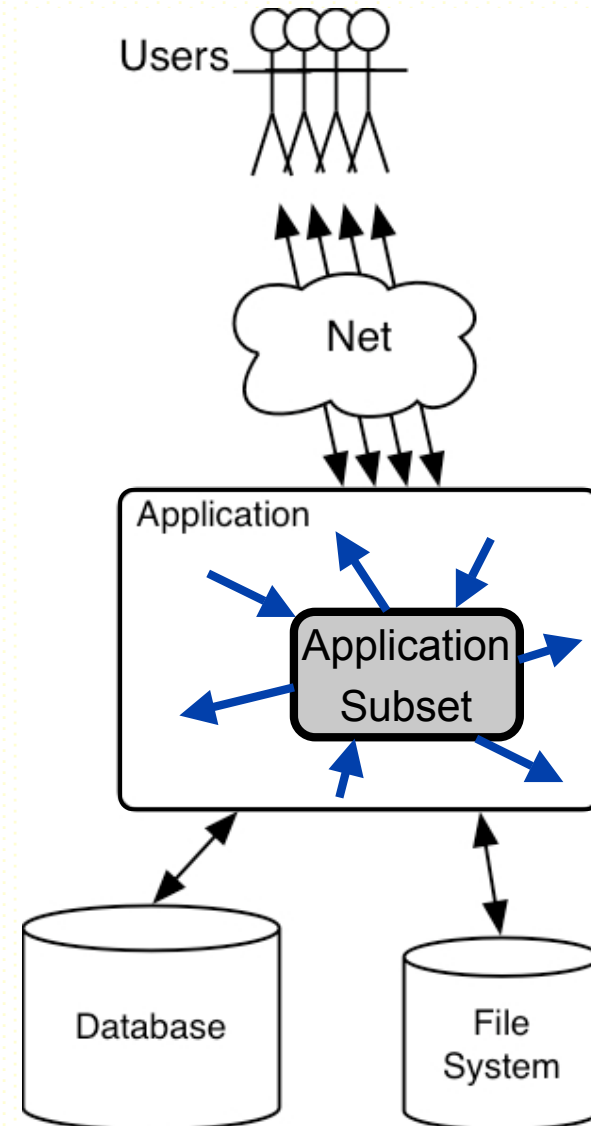 Users
Net
Application
Application
Subset
Database
File
System